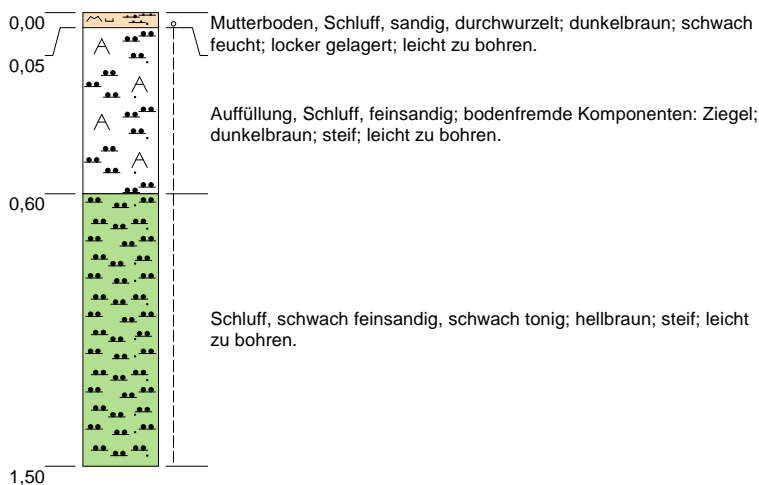 0,00
Mutterboden, Schluff, sandig, durchwurzelt; dunkelbraun; schwach
feucht; locker gelagert; leicht zu bohren.
0,05
Auffüllung, Schluff, feinsandig; bodenfremde Komponenten: Ziegel;
dunkelbraun; steif; leicht zu bohren.
0,60
Schluff, schwach feinsandig, schwach tonig; hellbraun; steif; leicht
zu bohren.
1,50